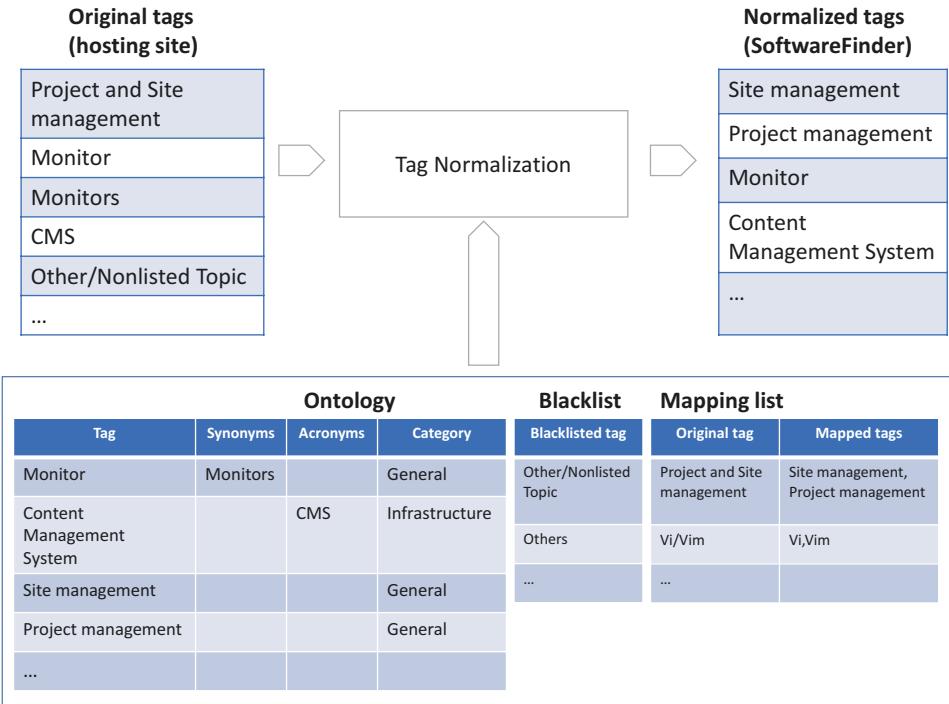 Original tags
(hosting site)
Project and Site
management
Monitor
Monitors
CMS
Other/Nonlisted Topic
...
Tag Normalization
Normalized tags
(SoftwareFinder)
Site management
Project management
Monitor
Content
Management System
...
Ontology
Tag Synonyms Acronyms Category
Monitor Monitors General
Content
Management
System
CMS Infrastructure
Site management General
Project management General
...
Blacklist
Blacklisted tag
Other/Nonlisted
Topic
Others
...
Mapping list
Original tag Mapped tags
Project and Site
management
Site management,
Project management
Vi/Vim Vi,Vim
...